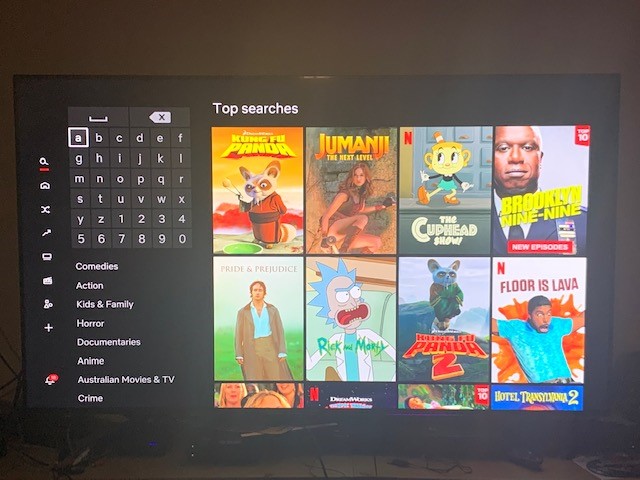 Top searches
a b c d e f
g h i j k l
m n o p q r
s t u v w x
y z 1 2 3 4
5 6 7 8 9 0
Comedies
Action
Kids & Family
Horror
Documentaries
Anime
Australian Movies & TV
Crime
KUNG FU
PANDA
JUMANJI
THE NEXT LEVEL
N
THE
CUPHEAD
SHOW!
TOP
10
BROOKLYN
NINE-NINE
NEW EPISODES
PRIDE & PREJUDICE
Rick and Morty
KUNG FU
PANDA
2
N
FLOOR IS LAVA
N
DREAMWORKS
TOP
10
HOTEL TRANSYLVANIA 2